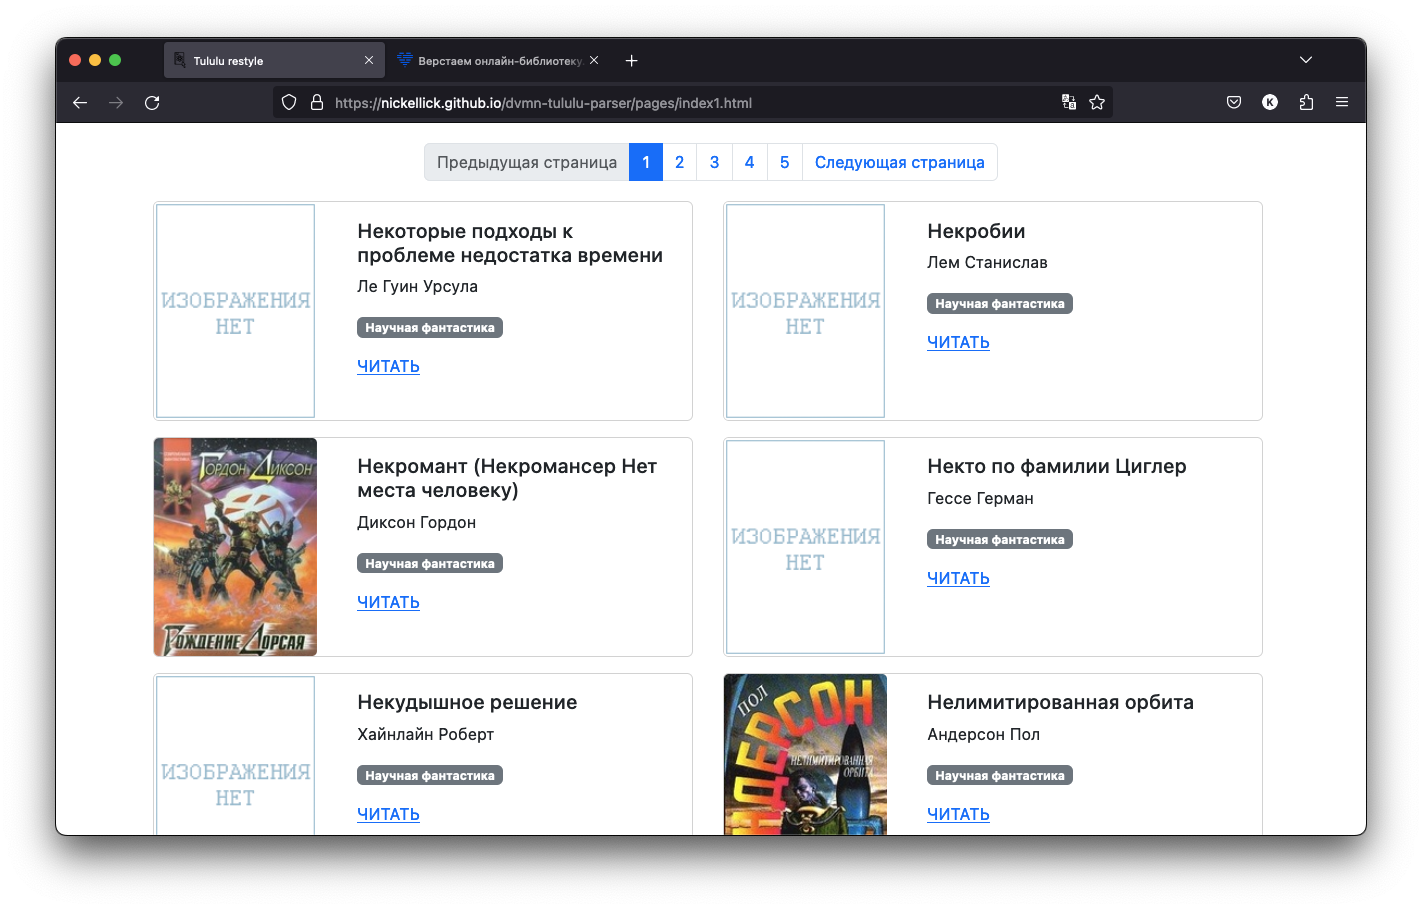 Tululu restyle
Верстаем онлайн-библиотеку
https://nickellick.github.io/dvmn-tululu-parser/pages/index1.html
K
Предыдущая страница 1 2 3 4 5 Следующая страница
ИЗОБРАЖЕНИЯ
НЕТ
Некоторые подходы к
проблеме недостатка времени
Ле Гуин Урсула
Научная фантастика
ЧИТАТЬ
ИЗОБРАЖЕНИЯ
НЕТ
Некробии
Лем Станислав
Научная фантастика
ЧИТАТЬ
ГОРДОН ДИКСОН
РОЖДЕНИЕ ДОРСАЯ
Некромант (Некромансер Нет
места человеку)
Диксон Гордон
Научная фантастика
ЧИТАТЬ
ИЗОБРАЖЕНИЯ
НЕТ
Некто по фамилии Циглер
Гессе Герман
Научная фантастика
ЧИТАТЬ
ИЗОБРАЖЕНИЯ
НЕТ
Некудышное решение
Хайнлайн Роберт
Научная фантастика
ЧИТАТЬ
ПОЛ
НДЕРСОН
НЕЛИМИТИРОВАННАЯ
ОРБИТА
Нелимитированная орбита
Андерсон Пол
Научная фантастика
ЧИТАТЬ